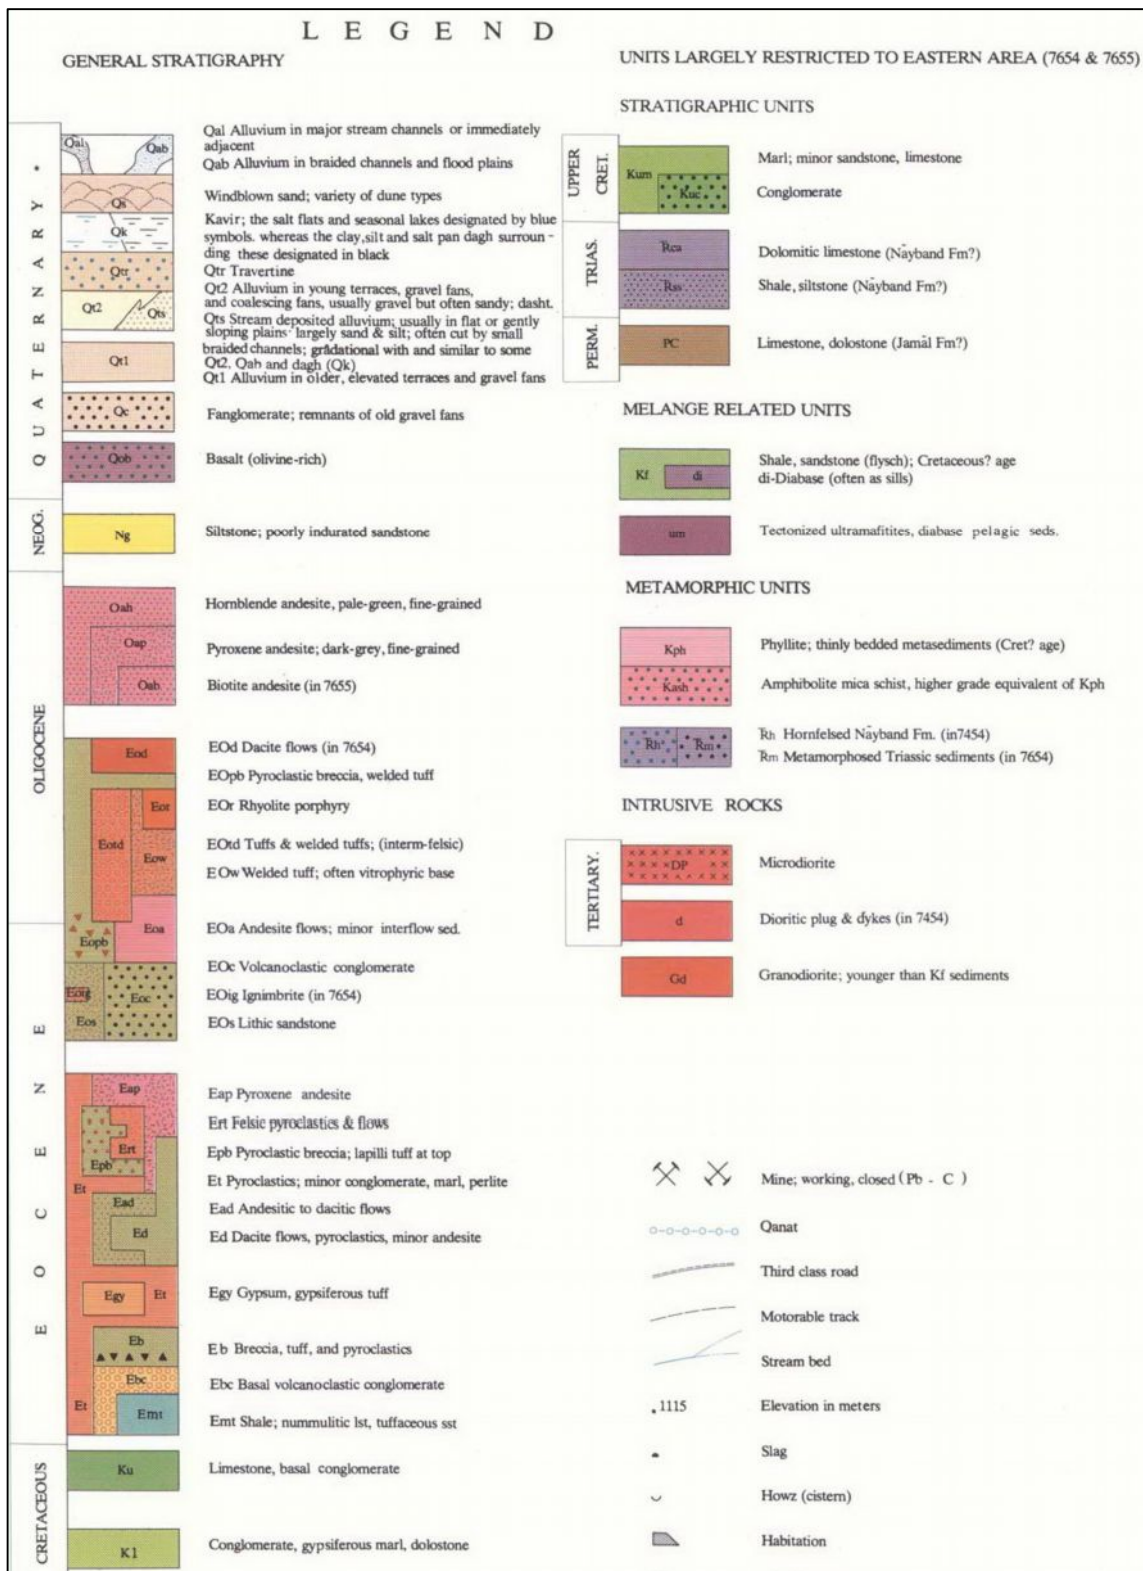 L E G E N D
GENERAL STRATIGRAPHY
QUATERNARY.
Qal
Qab
Qal Alluvium in major stream channels or immediately
adjacent
Qab Alluvium in braided channels and flood plains
Qs
Windblown sand; variety of dune types
Qk
Kavir; the salt flats and seasonal lakes designated by blue
symbols. whereas the clay,silt and salt pan dagh surroun -
ding these designated in black
Qtr
Qtr Travertine
Qt2
Qts
Qt2 Alluvium in young terraces, gravel fans,
and coalescing fans, usually gravel but often sandy; dasht.
Qts Stream deposited alluvium; usually in flat or gently
sloping plains· largely sand & silt; often cut by small
braided channels; gradational with and similar to some
Qt2, Qab and dagh (Qk)
Qt1
Qt1 Alluvium in older, elevated terraces and gravel fans
Qc
Fanglomerate; remnants of old gravel fans
Qob
Basalt (olivine-rich)
NEOG.
Ng
Siltstone; poorly indurated sandstone
OLIGOCENE
Oah
Hornblende andesite, pale-green, fine-grained
Oap
Pyroxene andesite; dark-grey, fine-grained
Oab
Biotite andesite (in 7655)
Eod
EOd Dacite flows (in 7654)
EOpb Pyroclastic breccia, welded tuff
Eor
EOr Rhyolite porphyry
Eotd
EOtd Tuffs & welded tuffs; (interm-felsic)
Eow
EOw Welded tuff; often vitrophyric base
Eopb
Eoa
EOa Andesite flows; minor interflow sed.
EOCENE
Eoc
EOc Volcanoclastic conglomerate
Eoig
EOig Ignimbrite (in 7654)
Eos
EOs Lithic sandstone
Eap
Eap Pyroxene andesite
Ert
Ert Felsic pyroclastics & flows
Epb
Epb Pyroclastic breccia; lapilli tuff at top
Et
Et Pyroclastics; minor conglomerate, marl, perlite
Ead
Ead Andesitic to dacitic flows
Ed
Ed Dacite flows, pyroclastics, minor andesite
Egy
Et
Egy Gypsum, gypsiferous tuff
Eb
Eb Breccia, tuff, and pyroclastics
Ebc
Ebc Basal volcanoclastic conglomerate
Et
Emt
Emt Shale; nummulitic lst, tuffaceous sst
CRETACEOUS
Ku
Limestone, basal conglomerate
K1
Conglomerate, gypsiferous marl, dolostone
UNITS LARGELY RESTRICTED TO EASTERN AREA (7654 & 7655)
STRATIGRAPHIC UNITS
UPPER
CRET.
Kum
Marl; minor sandstone, limestone
Kuc
Conglomerate
TRIAS.
Rca
Dolomitic limestone (Nāyband Fm?)
Rss
Shale, siltstone (Nāyband Fm?)
PERM.
PC
Limestone, dolostone (Jamāl Fm?)
MELANGE RELATED UNITS
Kf
di
Shale, sandstone (flysch); Cretaceous? age
di-Diabase (often as sills)
um
Tectonized ultramafitites, diabase pelagic seds.
METAMORPHIC UNITS
Kph
Phyllite; thinly bedded metasediments (Cret? age)
Kash
Amphibolite mica schist, higher grade equivalent of Kph
Rh
Rm
Rh Hornfelsed Nāyband Fm. (in7454)
Rm Metamorphosed Triassic sediments (in 7654)
INTRUSIVE ROCKS
TERTIARY.
DP
Microdiorite
d
Dioritic plug & dykes (in 7454)
Gd
Granodiorite; younger than Kf sediments
Mine; working, closed (Pb - C )
Qanat
Third class road
Motorable track
Stream bed
.1115
Elevation in meters
Slag
Howz (cistern)
Habitation